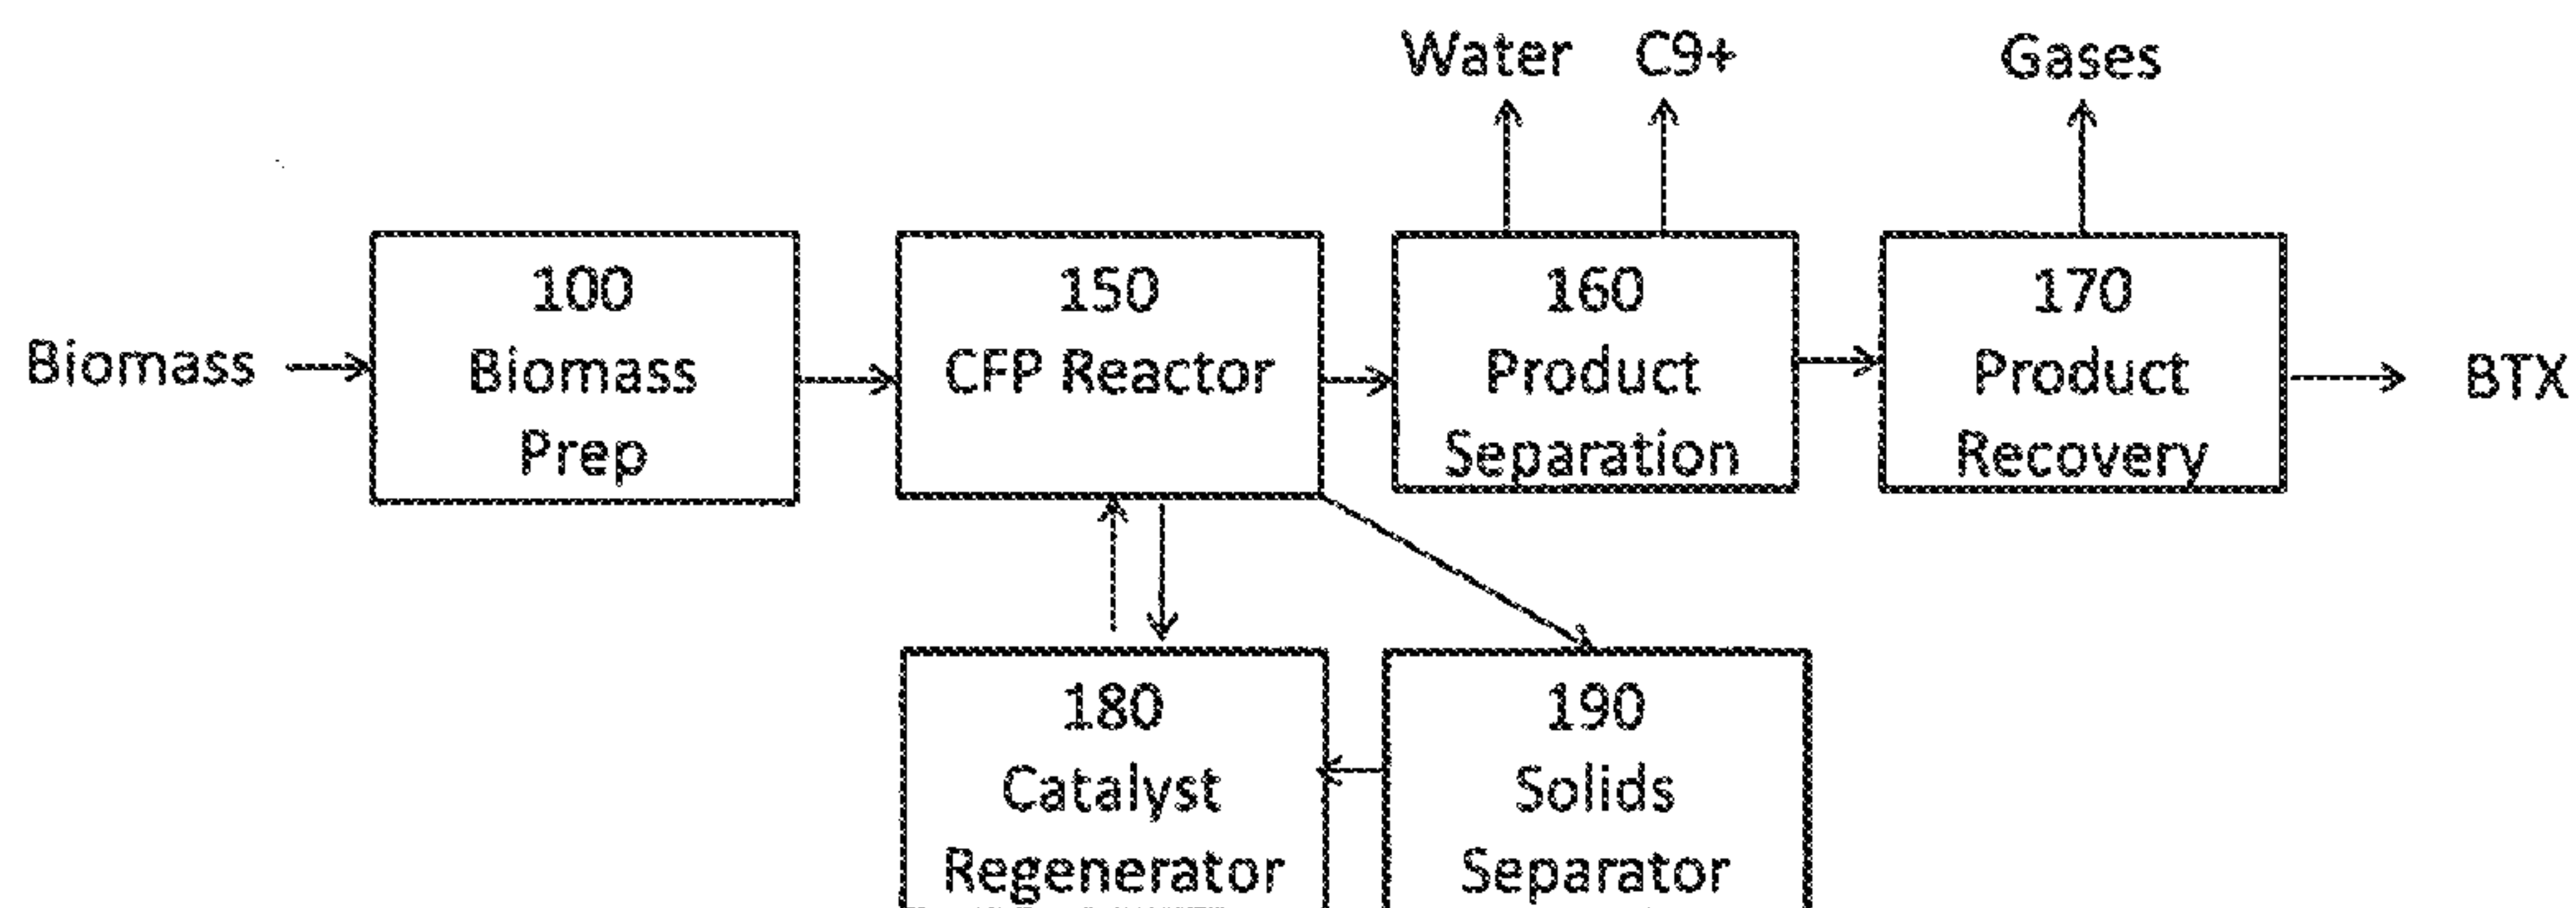 Water
C9+
Gases
Biomass
100
Biomass
Prep
150
CFP Reactor
160
Product
Separation
170
Product
Recovery
BTX
180
Catalyst
Regenerator
190
Solids
Separator